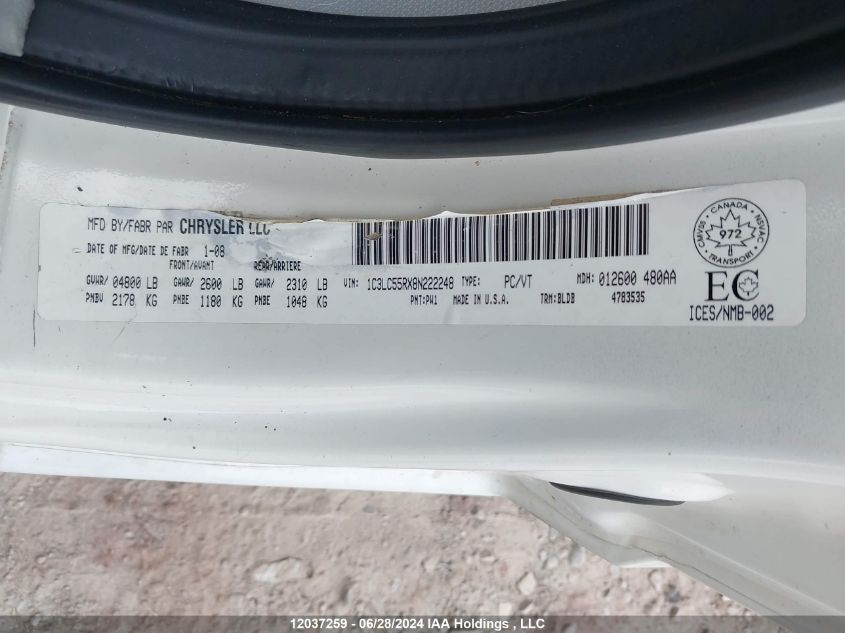 MFD BY/FABR PAR CHRYSLER LLC
DATE OF MFG/DATE DE FABR 1-08
FRONT/AVANT REAR/ARRIERE
GVWR/ 04800 LB GAWR/ 2600 LB GAWR/ 2310 LB
PNBV 2178 KG PNBE 1180 KG PNBE 1048 KG
VIN: 1C3LC55RX8N222248 TYPE: PC/VT MDH: 012600 480AA
PNT:PW1 MADE IN U.S.A. TRM:BLDB 4783535
CANADA
CMVSS 972 NSVAC
TRANSPORT
EC
ICES/NMB-002
12037259 - 06/28/2024 IAA Holdings , LLC